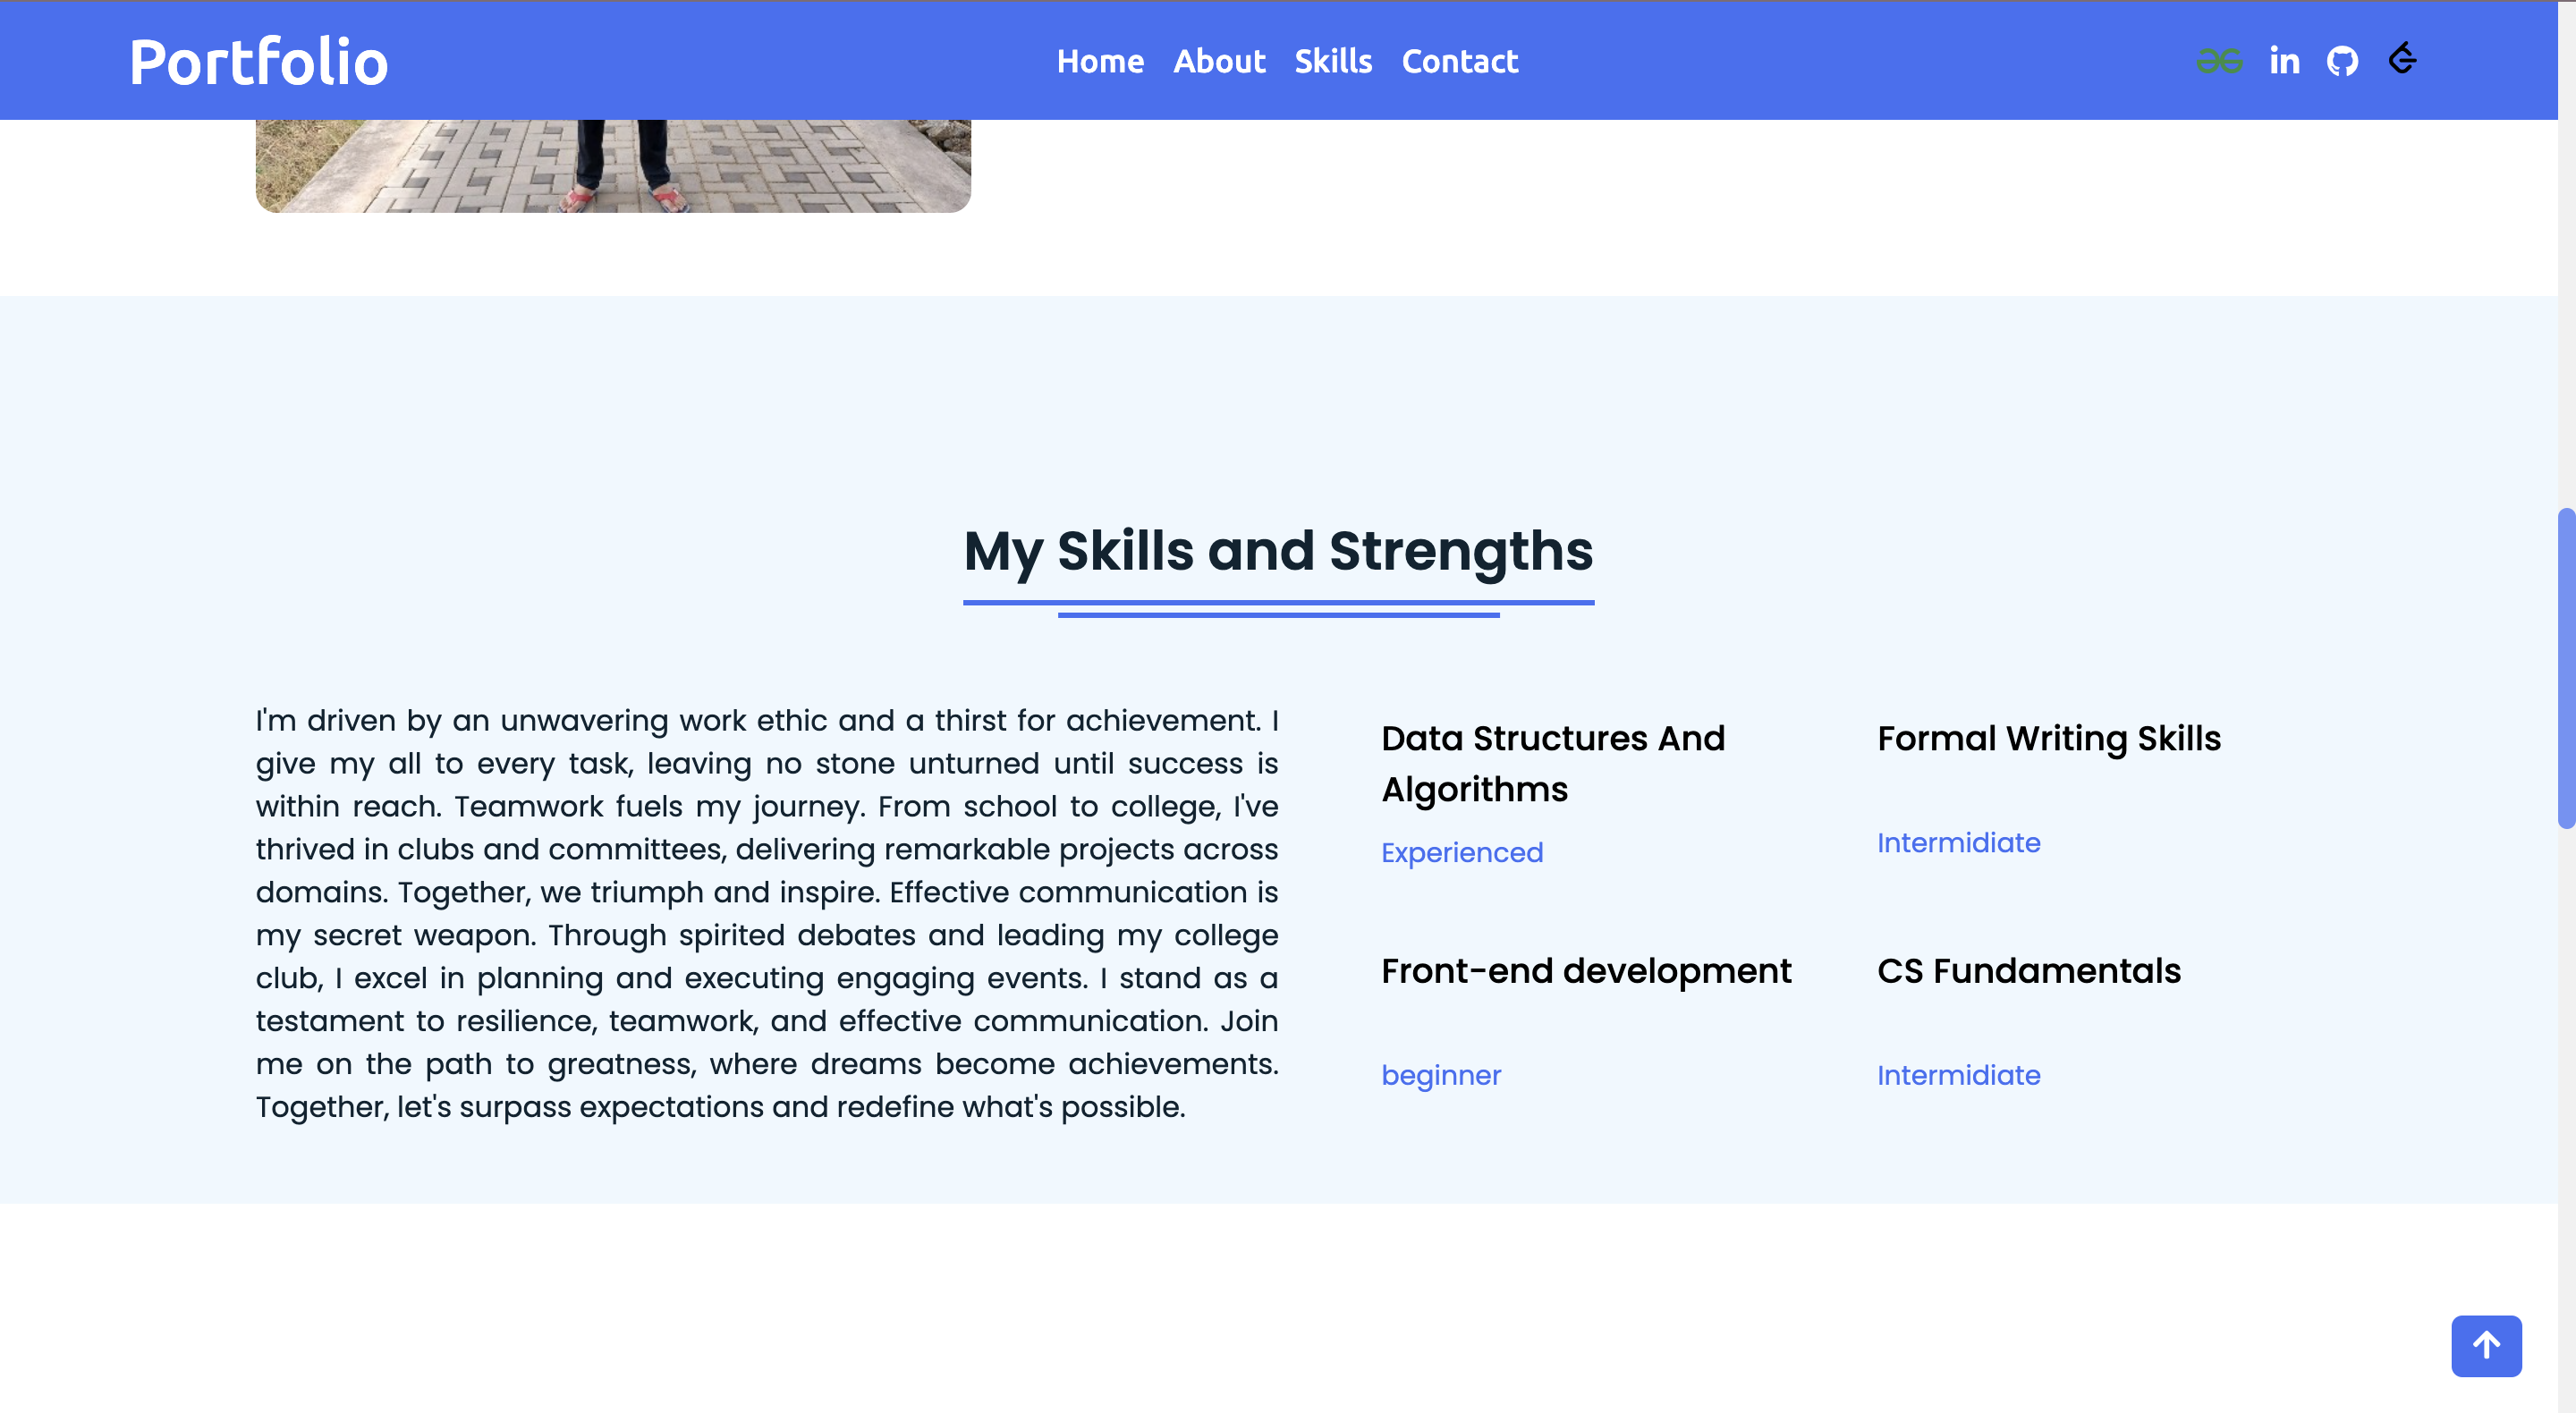 Portfolio
Home About Skills Contact
My Skills and Strengths
I'm driven by an unwavering work ethic and a thirst for achievement. I
give my all to every task, leaving no stone unturned until success is
within reach. Teamwork fuels my journey. From school to college, I've
thrived in clubs and committees, delivering remarkable projects across
domains. Together, we triumph and inspire. Effective communication is
my secret weapon. Through spirited debates and leading my college
club, I excel in planning and executing engaging events. I stand as a
testament to resilience, teamwork, and effective communication. Join
me on the path to greatness, where dreams become achievements.
Together, let's surpass expectations and redefine what's possible.
Data Structures And
Algorithms
Experienced
Formal Writing Skills
Intermidiate
Front-end development
beginner
CS Fundamentals
Intermidiate